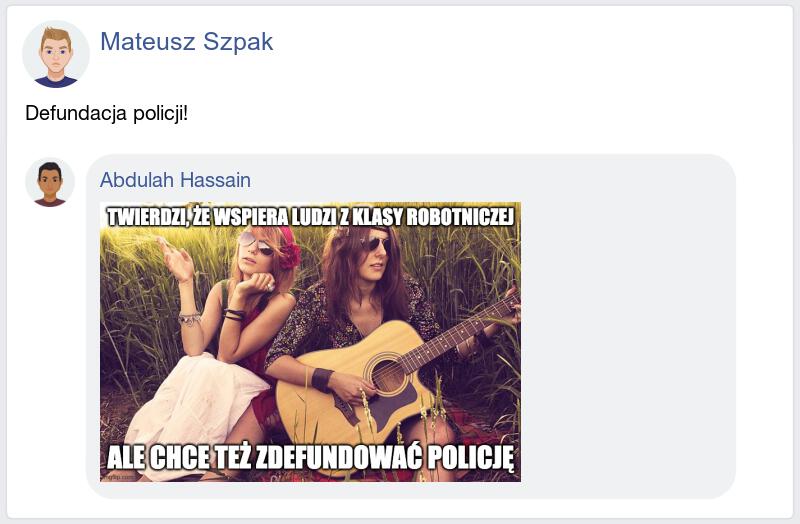 Mateusz Szpak
Defundacja policji!
Abdulah Hassain
TWIERDZI, ŻE WSPIERA LUDZI Z KLASY ROBOTNICZEJ
ALE CHCE TEŻ ZDEFUNDOWAĆ POLICJĘ
imgflip.com